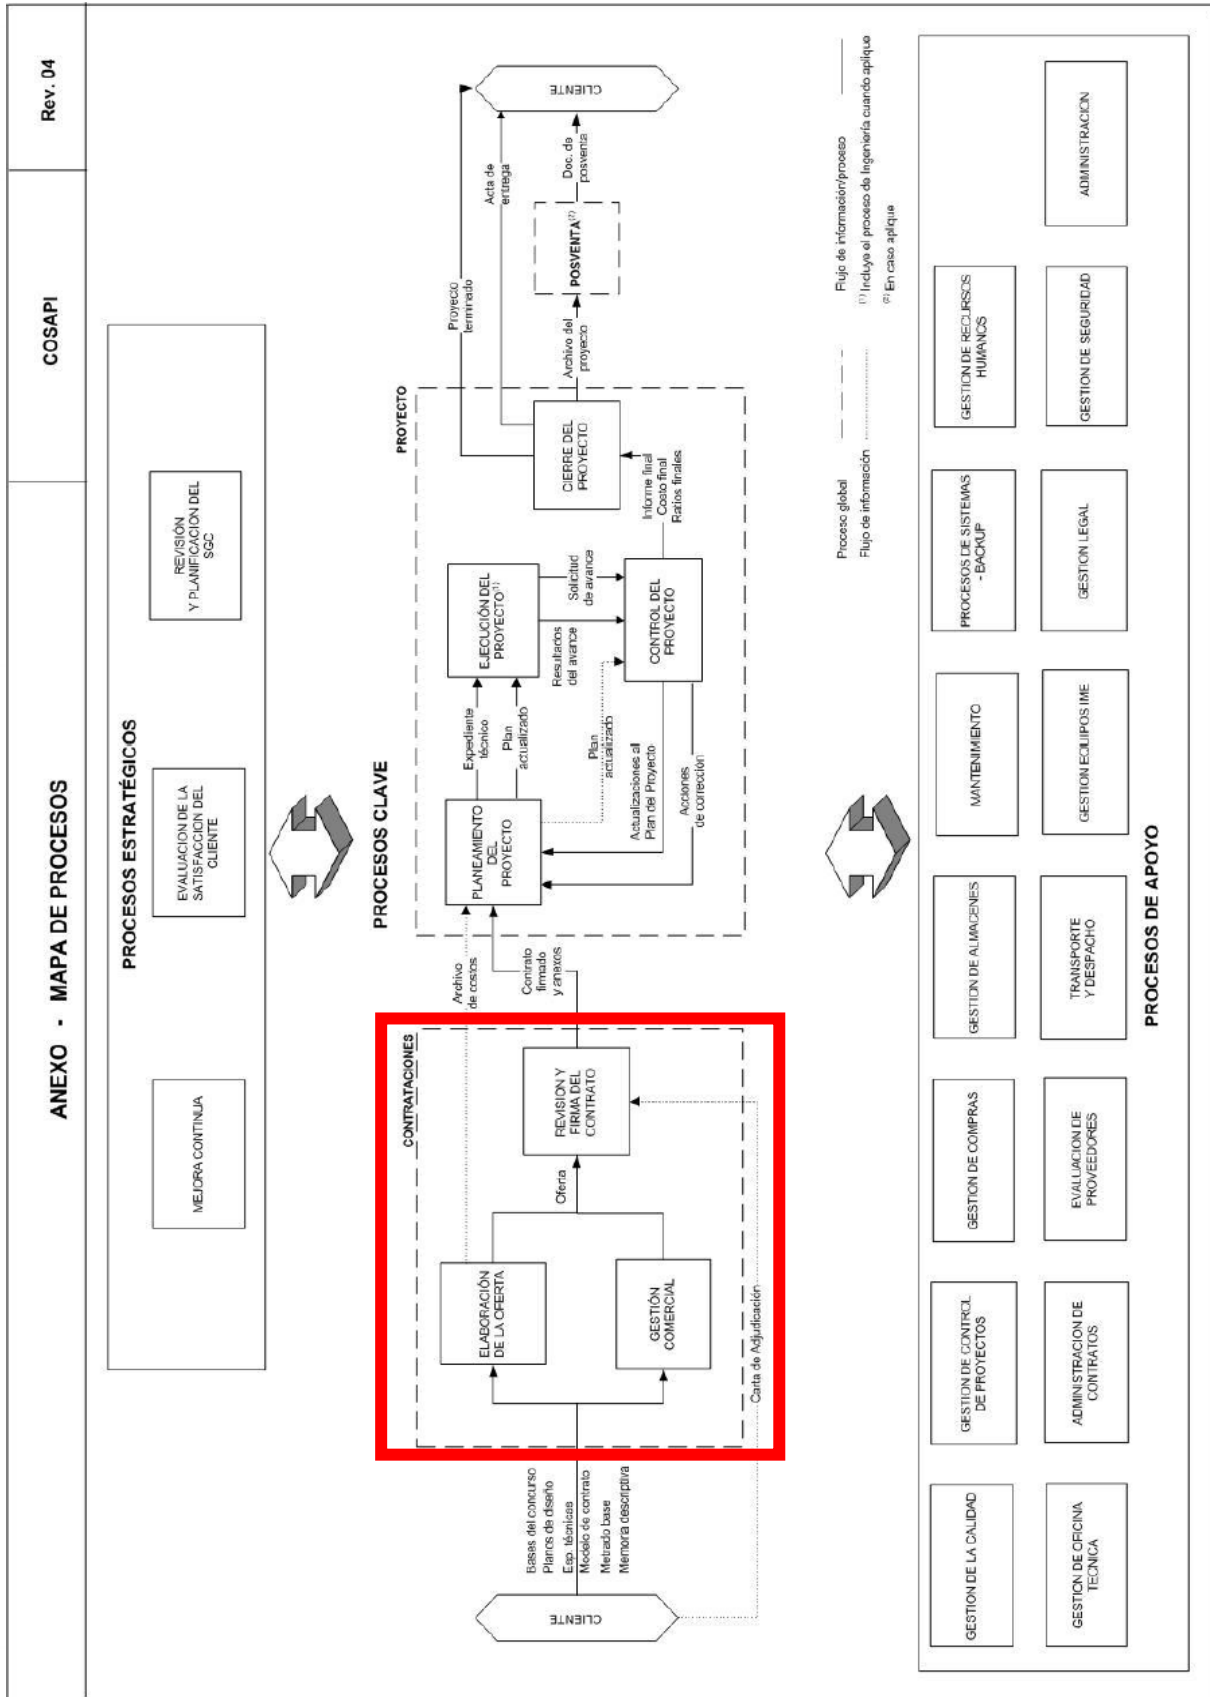 ANEXO - MAPA DE PROCESOS
COSAPI
Rev. 04
PROCESOS ESTRATÉGICOS
MEJORA CONTINUA
EVALUACION DE LA
SATISFACCION DEL
CLIENTE
REVISIÓN
Y PLANIFICACION DEL
SGC
PROCESOS CLAVE
CLIENTE
Bases del concurso
Planos de diseño
Esp. técnicas
Modelo de contrato
Metrado base
Memoria descriptiva
CONTRATACIONES
ELABORACIÓN
DE LA OFERTA
GESTIÓN
COMERCIAL
Oferta
REVISION Y
FIRMA DEL
CONTRATO
Carta de Adjudicación
Archivo
de costos
Contrato
firmado
y anexos
PROYECTO
PLANEAMIENTO
DEL
PROYECTO
Expediente
técnico
Plan
actualizado
Plan
actualizado
Actualizaciones al
Plan del Proyecto
Acciones
de corrección
EJECUCIÓN DEL
PROYECTO(1)
Resultados
del avance
Solicitud
de avance
CONTROL DEL
PROYECTO
Informe final
Costo final
Ratios finales
CIERRE DEL
PROYECTO
Proyecto
terminado
Acta de
entrega
Archivo del
proyecto
POSVENTA(2)
Doc. de
posventa
CLIENTE
Proceso global
Flujo de información/proceso
Flujo de información
(1) Incluye el proceso de Ingeniería cuando aplique
(2) En caso aplique
GESTION DE LA CALIDAD
GESTION DE CONTROL
DE PROYECTOS
GESTION DE COMPRAS
GESTION DE ALMACENES
MANTENIMIENTO
PROCESOS DE SISTEMAS
- BACKUP
GESTION DE RECURSOS
HUMANOS
GESTION DE OFICINA
TECNICA
ADMINISTRACION DE
CONTRATOS
EVALUACION DE
PROVEEDORES
TRANSPORTE
Y DESPACHO
GESTION EQUIPOS IME
GESTION LEGAL
GESTION DE SEGURIDAD
ADMINISTRACION
PROCESOS DE APOYO